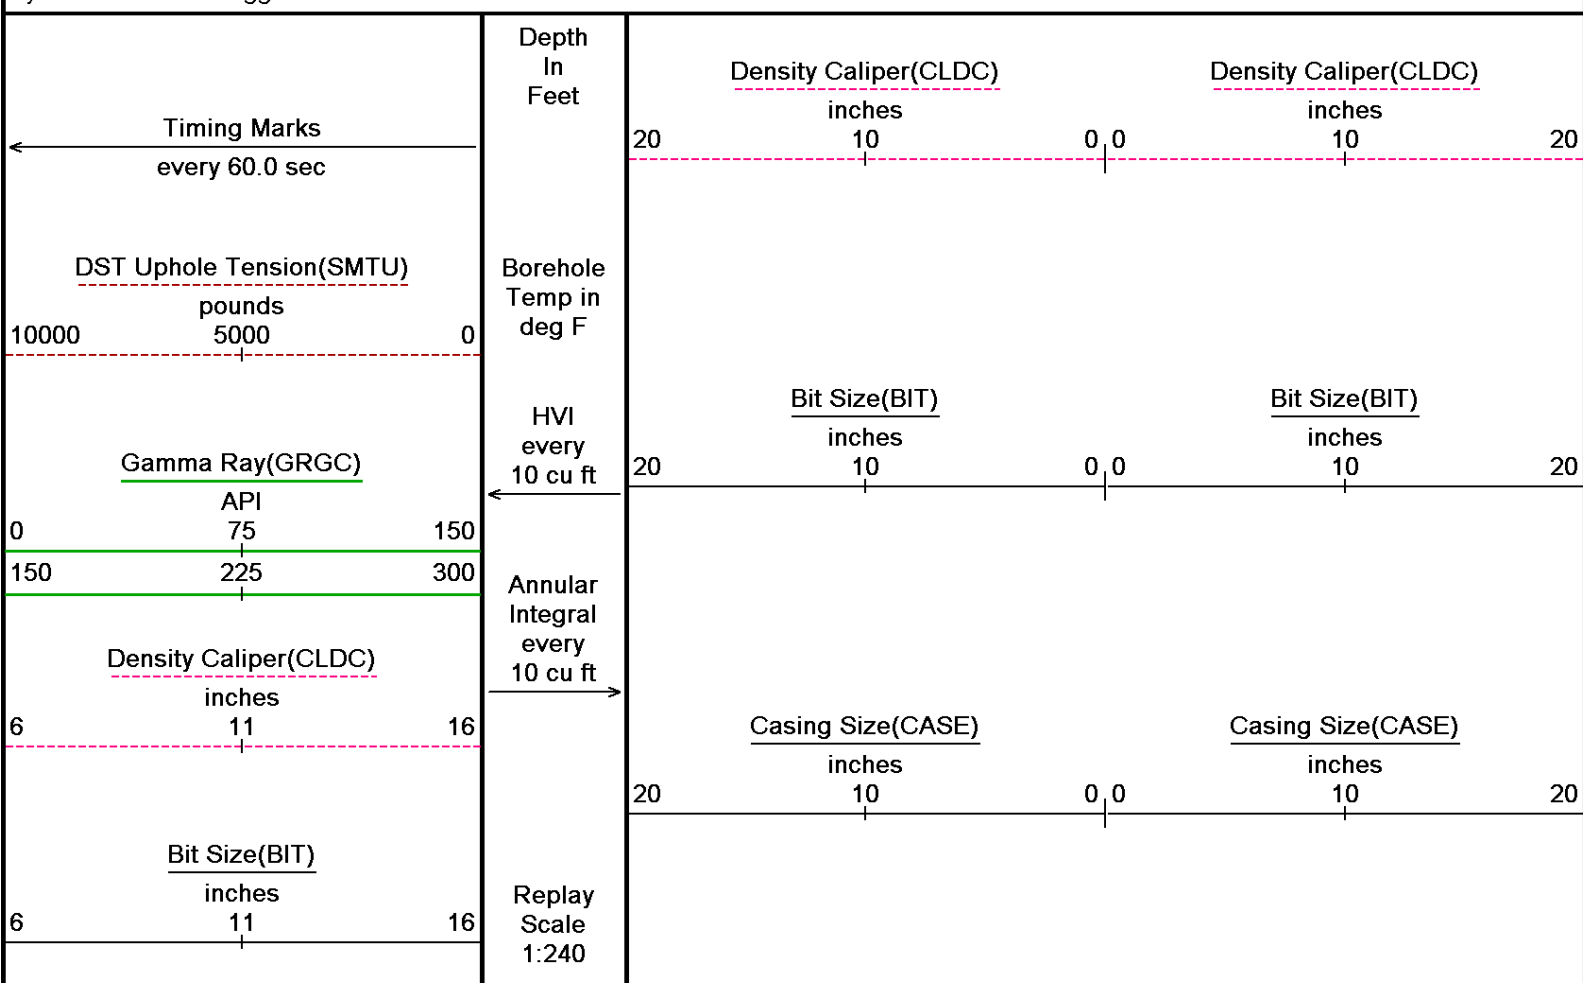 Timing Marks
every 60.0 sec
DST Uphole Tension(SMTU)
pounds
10000 5000 0
Gamma Ray(GRGC)
API
0 75 150
150 225 300
Density Caliper(CLDC)
inches
6 11 16
Bit Size(BIT)
inches
6 11 16
Depth
In
Feet
Borehole
Temp in
deg F
HVI
every
10 cu ft
Annular
Integral
every
10 cu ft
Replay
Scale
1:240
Density Caliper(CLDC) Density Caliper(CLDC)
inches inches
20 10 0 0 10 20
Bit Size(BIT) Bit Size(BIT)
inches inches
20 10 0 0 10 20
Casing Size(CASE) Casing Size(CASE)
inches inches
20 10 0 0 10 20